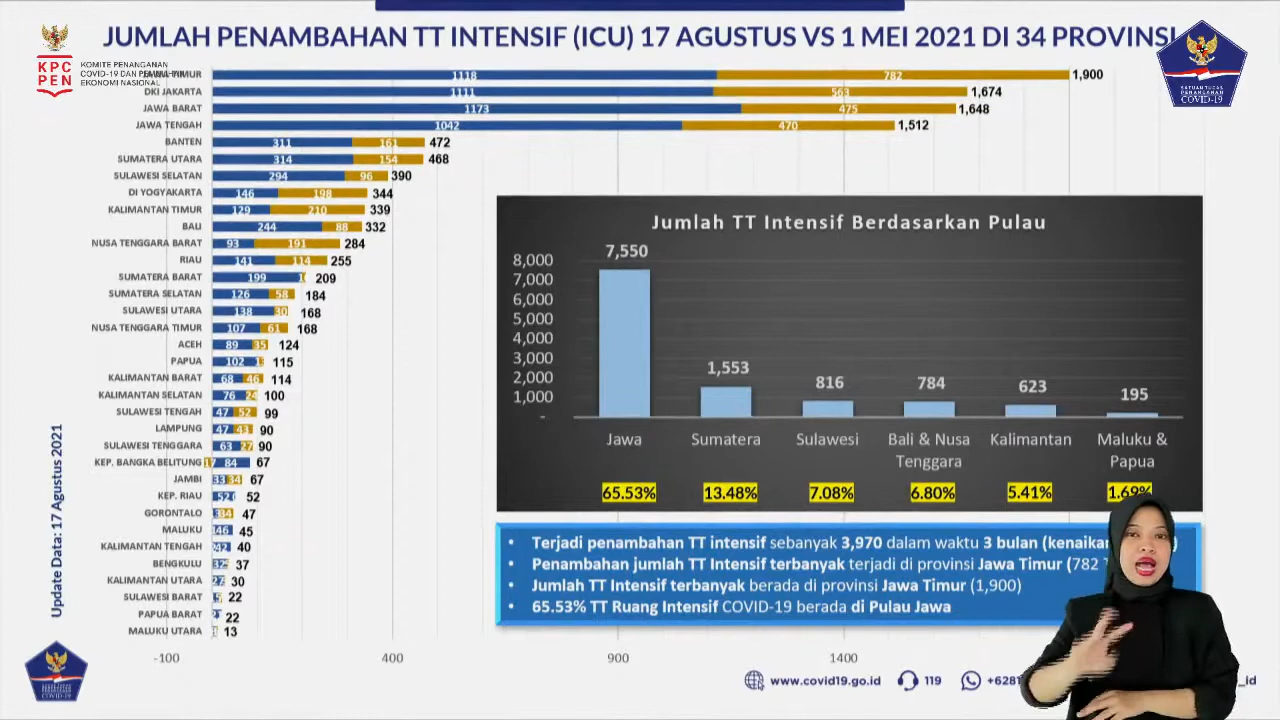 JUMLAH PENAMBAHAN TT INTENSIF (ICU) 17 AGUSTUS VS 1 MEI 2021 DI 34 PROVINSI
KPC
PEN
KOMITE PENANGANAN
COVID-19 DAN
EKONOMI NASIONAL
SATUAN TUGAS
PENANGANAN
COVID-19
JAWA TIMUR 1118 782 1,900
DKI JAKARTA 1111 563 1,674
JAWA BARAT 1173 475 1,648
JAWA TENGAH 1042 470 1,512
BANTEN 311 161 472
SUMATERA UTARA 314 154 468
SULAWESI SELATAN 294 96 390
DI YOGYAKARTA 146 198 344
KALIMANTAN TIMUR 129 210 339
BALI 244 88 332
NUSA TENGGARA BARAT 93 191 284
RIAU 141 114 255
SUMATERA BARAT 199 209
SUMATERA SELATAN 126 58 184
SULAWESI UTARA 138 30 168
NUSA TENGGARA TIMUR 107 61 168
ACEH 89 35 124
PAPUA 102 115
KALIMANTAN BARAT 68 46 114
KALIMANTAN SELATAN 76 24 100
SULAWESI TENGAH 47 52 99
LAMPUNG 47 43 90
SULAWESI TENGGARA 63 27 90
KEP. BANGKA BELITUNG 84 67
JAMBI 33 34 67
KEP. RIAU 52 52
GORONTALO 34 47
MALUKU 46 45
KALIMANTAN TENGAH 42 40
BENGKULU 37
KALIMANTAN UTARA 30
SULAWESI BARAT 22
PAPUA BARAT 22
MALUKU UTARA 13
-100 400 900 1400
Update Data: 17 Agustus 2021
Jumlah TT Intensif Berdasarkan Pulau
8,000
7,000
6,000
5,000
4,000
3,000
2,000
1,000
-
7,550 1,553 816 784 623 195
Jawa Sumatera Sulawesi Bali & Nusa Tenggara Kalimantan Maluku & Papua
65.53% 13.48% 7.08% 6.80% 5.41% 1.69%
• Terjadi penambahan TT intensif sebanyak 3,970 dalam waktu 3 bulan (kenaikan
• Penambahan jumlah TT Intensif terbanyak terjadi di provinsi Jawa Timur (782
• Jumlah TT Intensif terbanyak berada di provinsi Jawa Timur (1,900)
• 65.53% TT Ruang Intensif COVID-19 berada di Pulau Jawa
COVID-19
www.covid19.go.id 119 +628 _id